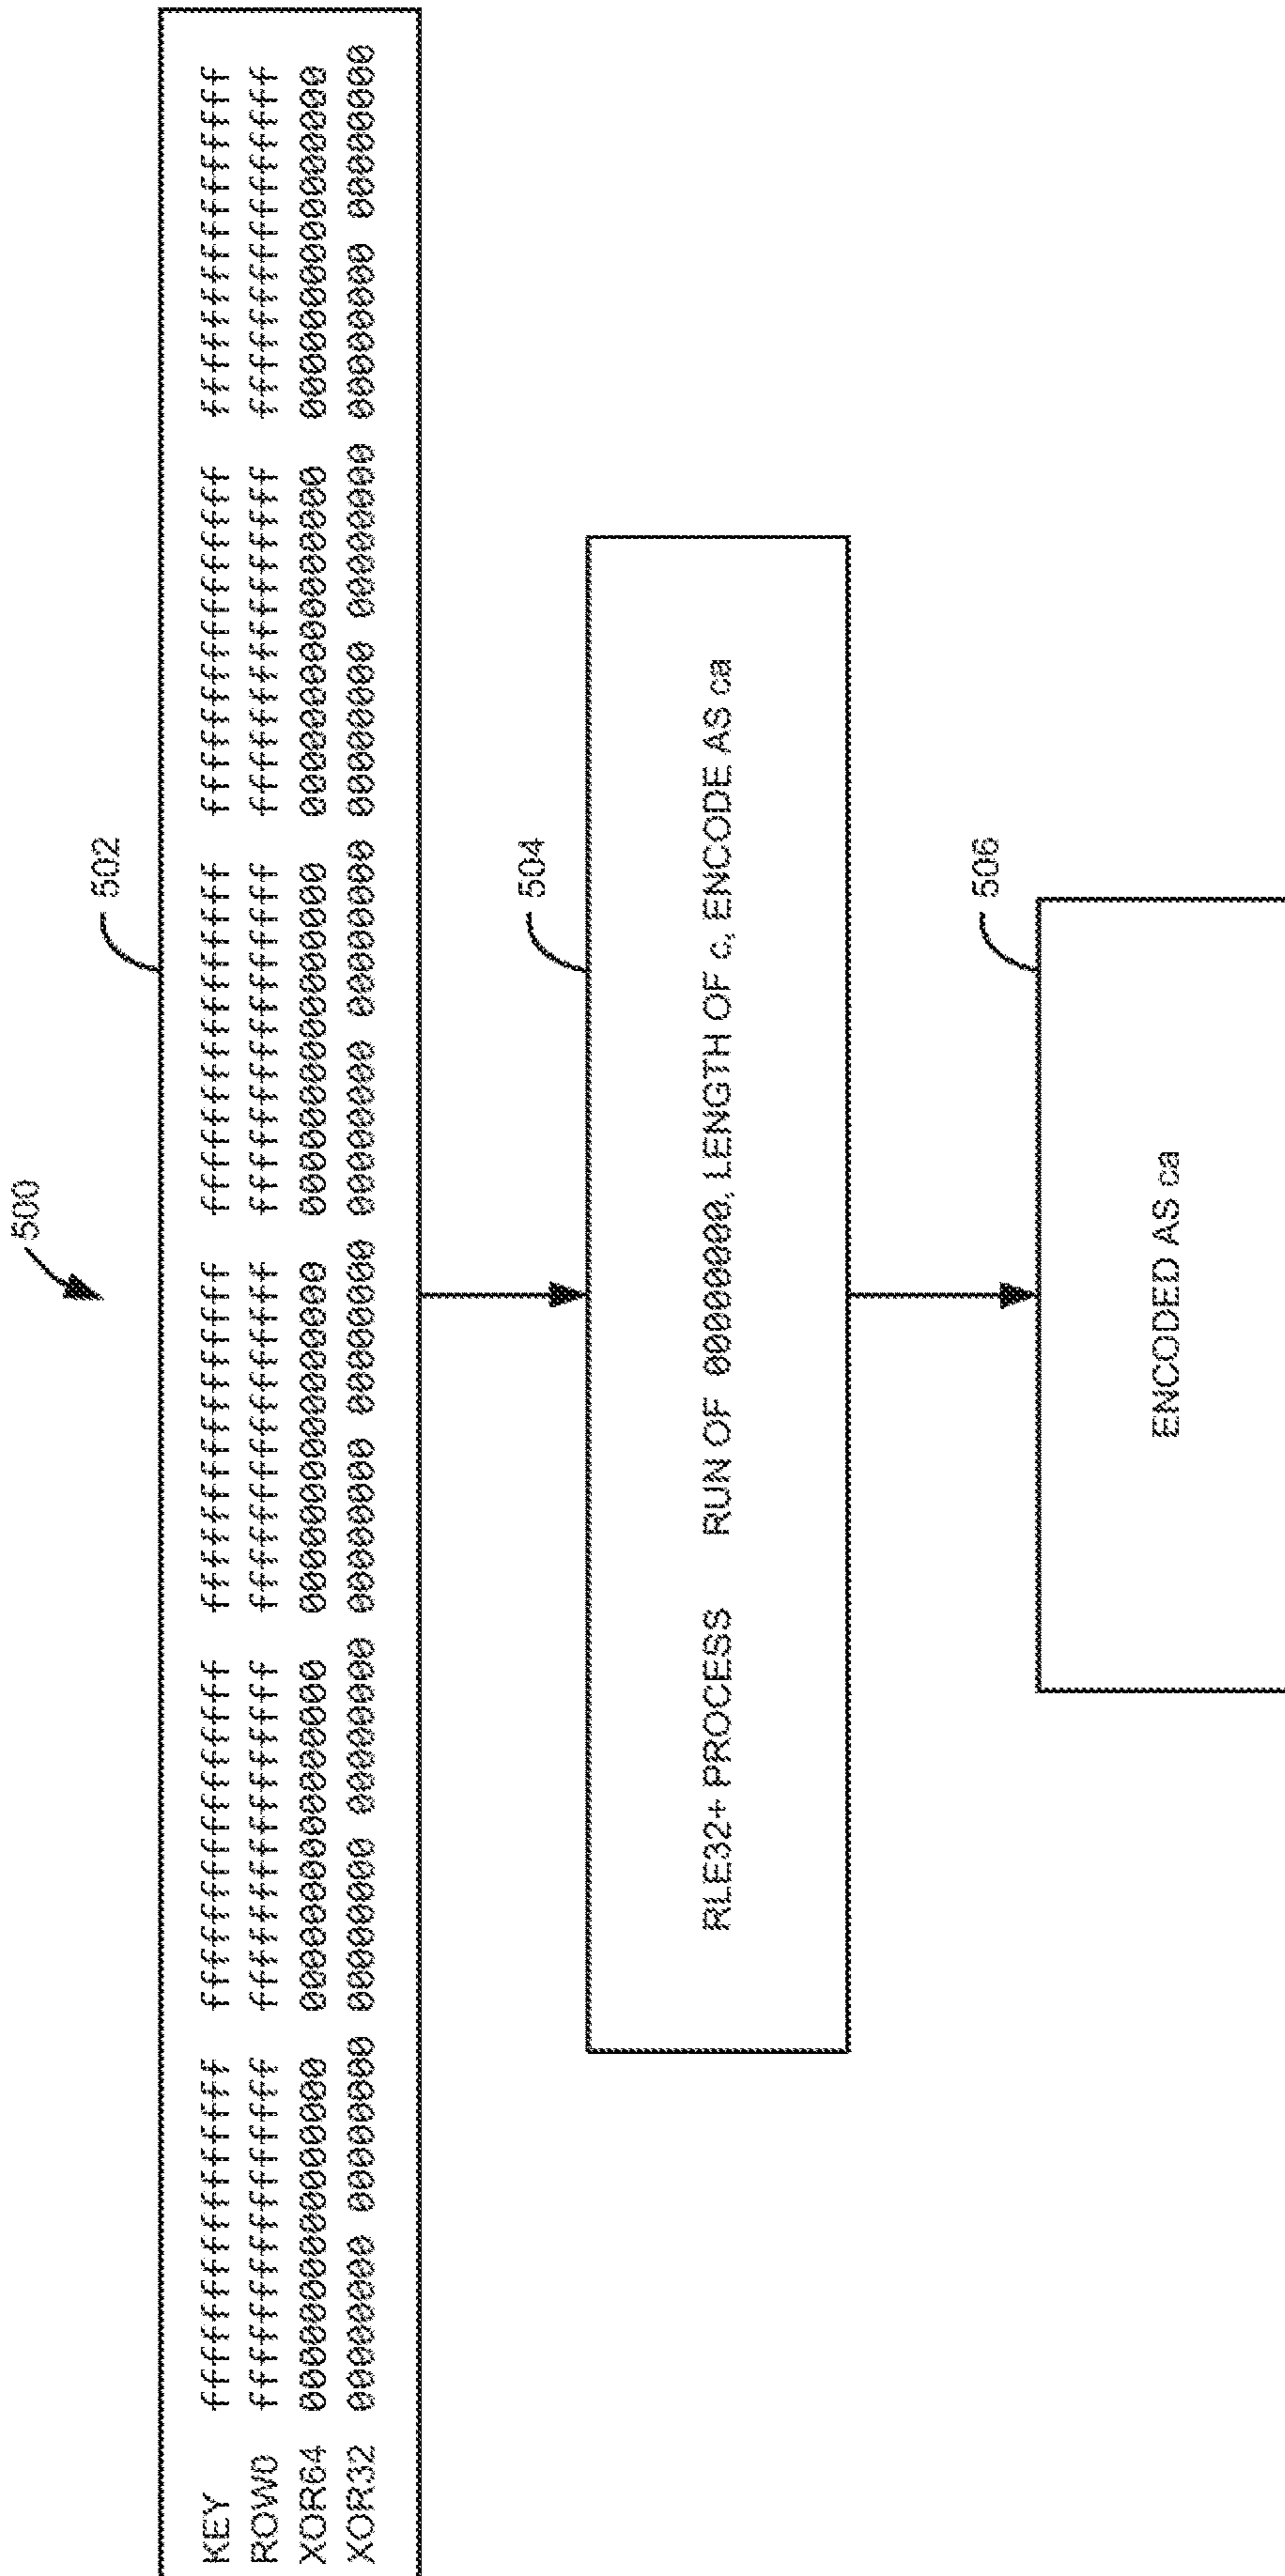 500
502
KEY ffffffffffffffff ffffffffffffffff ffffffffffffffff ffffffffffffffff ffffffffffffffff ffffffffffffffff
ROW0 ffffffffffffffff ffffffffffffffff ffffffffffffffff ffffffffffffffff ffffffffffffffff ffffffffffffffff
XOR64 0000000000000000 0000000000000000 0000000000000000 0000000000000000 0000000000000000 0000000000000000
XOR32 00000000 00000000 00000000 00000000 00000000 00000000 00000000 00000000 00000000 00000000 00000000 00000000
504
RLE32+ PROCESS RUN OF 00000000, LENGTH OF c, ENCODE AS ca
506
ENCODED AS ca